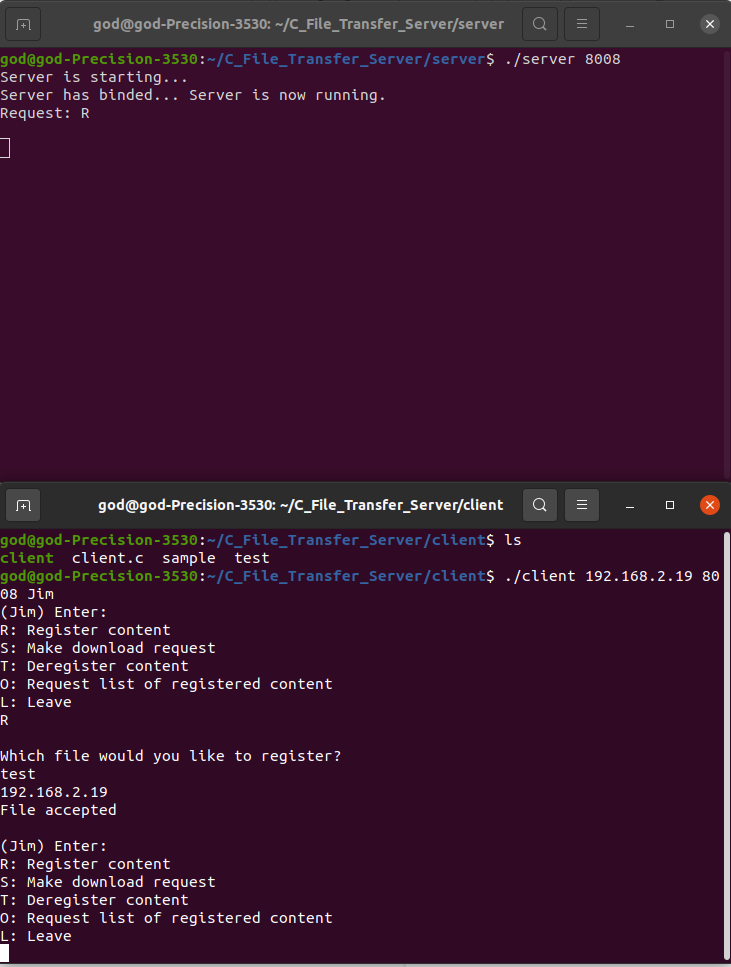 god@god-Precision-3530: ~/C_File_Transfer_Server/server
god@god-Precision-3530:~/C_File_Transfer_Server/server$ ./server 8008
Server is starting...
Server has binded... Server is now running.
Request: R
god@god-Precision-3530: ~/C_File_Transfer_Server/client
god@god-Precision-3530:~/C_File_Transfer_Server/client$ ls
client  client.c  sample  test
god@god-Precision-3530:~/C_File_Transfer_Server/client$ ./client 192.168.2.19 80
08 Jim
(Jim) Enter:
R: Register content
S: Make download request
T: Deregister content
O: Request list of registered content
L: Leave
R
Which file would you like to register?
test
192.168.2.19
File accepted
(Jim) Enter:
R: Register content
S: Make download request
T: Deregister content
O: Request list of registered content
L: Leave